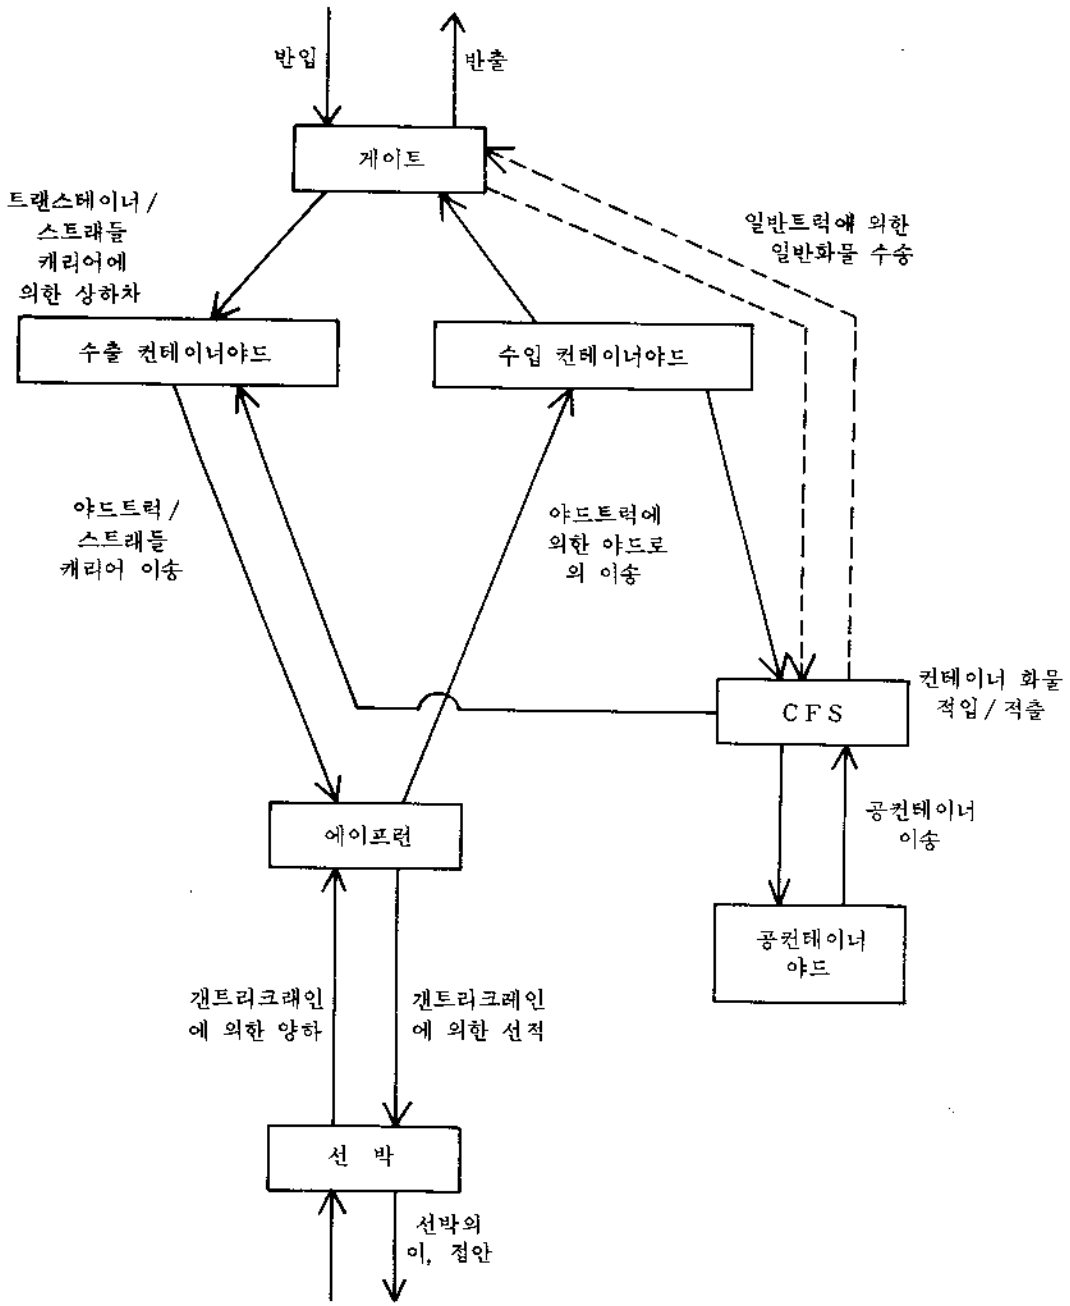 반입
반출
게이트
트랜스테이너/
스트래들
캐리어에
의한 상하차
일반트럭에 의한
일반화물 수송
수출 컨테이너야드
수입 컨테이너야드
야드트럭/
스트래들
캐리어 이송
야드트럭에
의한 야드로
의 이송
CFS
컨테이너 화물
적입/적출
에이프런
공컨테이너
이송
공컨테이너
야드
갠트리크래인
에 의한 양하
갠트리크레인
에 의한 선적
선 박
선박의
이, 접안